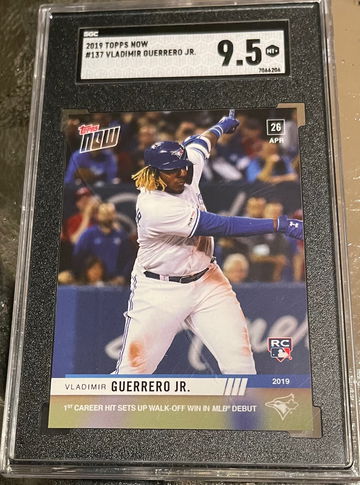 SGC
2019 TOPPS NOW
#137 VLADIMIR GUERRERO JR.
9.5
MT+
7066206
Topps
NOW
26
APR
RC
VLADIMIR GUERRERO JR.
2019
1ST CAREER HIT SETS UP WALK-OFF WIN IN MLB® DEBUT